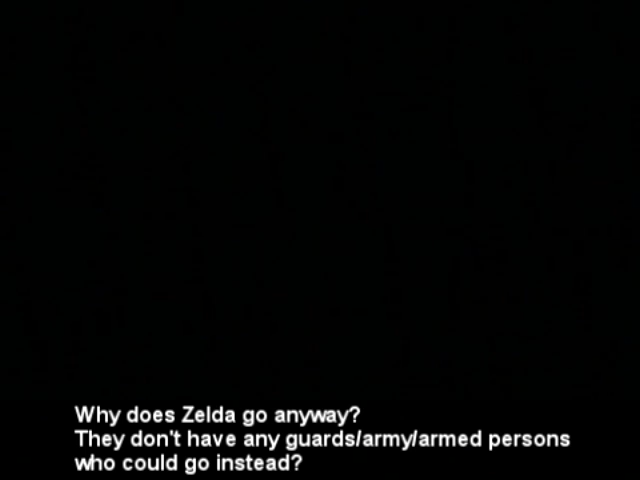 Why does Zelda go anyway?
They don't have any guards/army/armed persons
who could go instead?